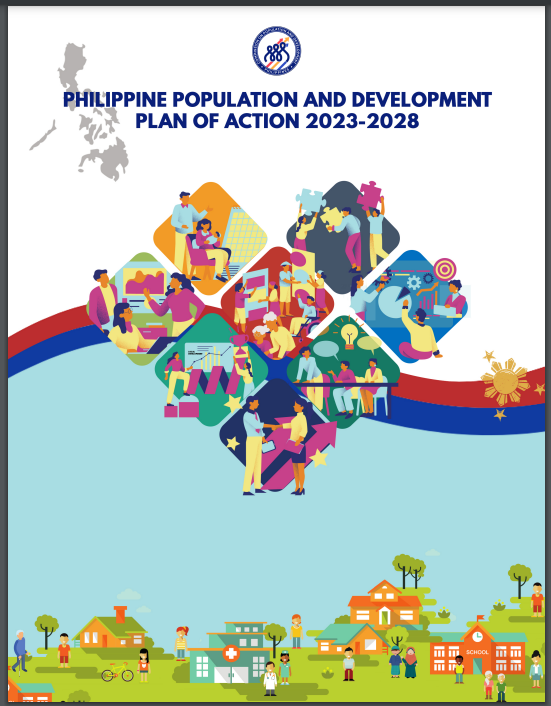 PHILIPPINE POPULATION AND DEVELOPMENT
PLAN OF ACTION 2023-2028
SCHOOL